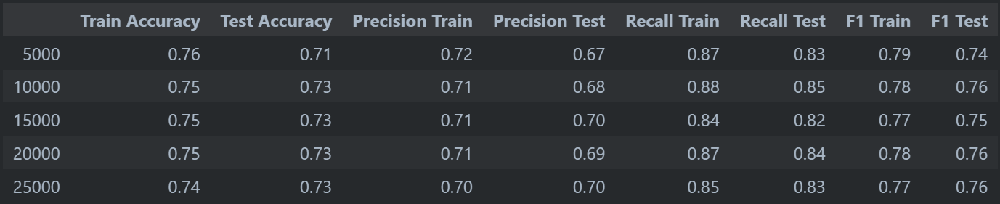 Train Accuracy Test Accuracy Precision Train Precision Test Recall Train Recall Test F1 Train F1 Test
5000 0.76 0.71 0.72 0.67 0.87 0.83 0.79 0.74
10000 0.75 0.73 0.71 0.68 0.88 0.85 0.78 0.76
15000 0.75 0.73 0.71 0.70 0.84 0.82 0.77 0.75
20000 0.75 0.73 0.71 0.69 0.87 0.84 0.78 0.76
25000 0.74 0.73 0.70 0.70 0.85 0.83 0.77 0.76